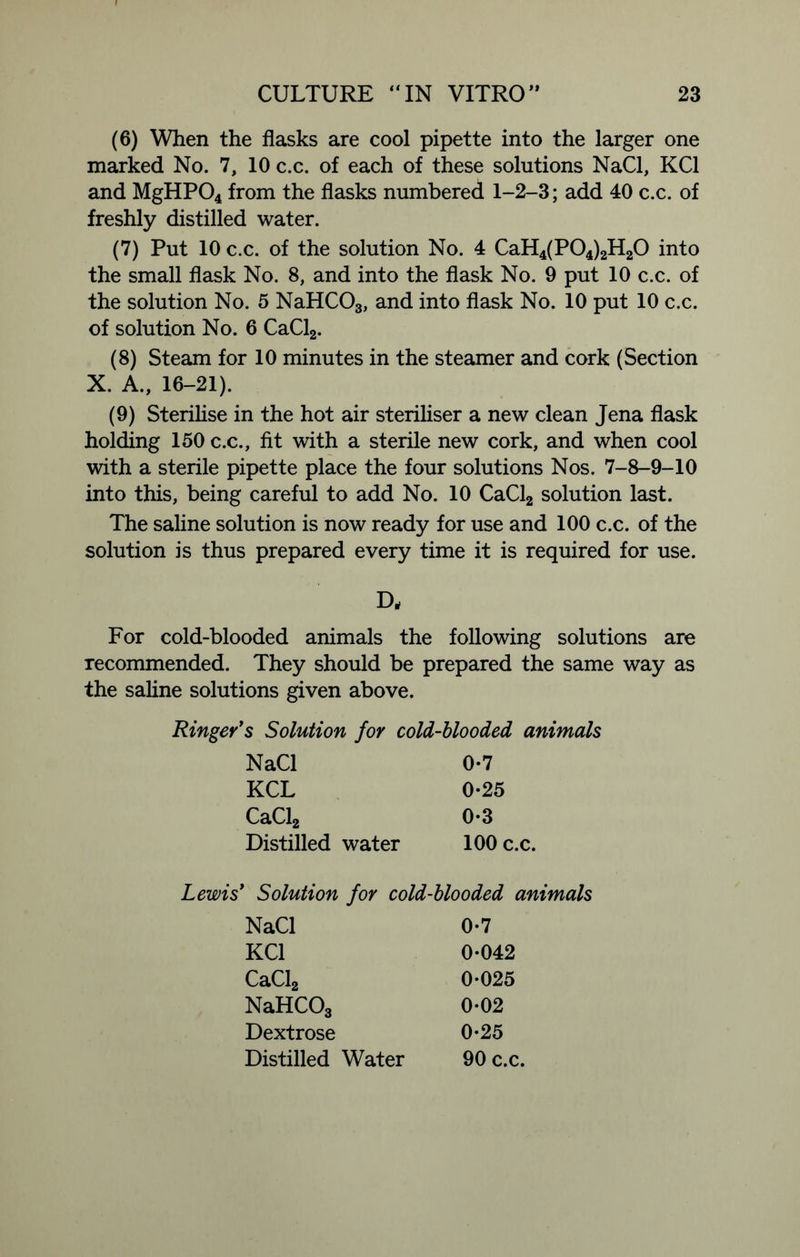 CULTURE "IN VITRO" 23
(6) When the flasks are cool pipette into the larger one
marked No. 7, 10 c.c. of each of these solutions NaCl, KCl
and MgHPO₄ from the flasks numbered 1–2–3; add 40 c.c. of
freshly distilled water.
(7) Put 10 c.c. of the solution No. 4 CaH₄(PO₄)₂H₂O into
the small flask No. 8, and into the flask No. 9 put 10 c.c. of
the solution No. 5 NaHCO₃, and into flask No. 10 put 10 c.c.
of solution No. 6 CaCl₂.
(8) Steam for 10 minutes in the steamer and cork (Section
X. A., 16–21).
(9) Sterilise in the hot air steriliser a new clean Jena flask
holding 150 c.c., fit with a sterile new cork, and when cool
with a sterile pipette place the four solutions Nos. 7–8–9–10
into this, being careful to add No. 10 CaCl₂ solution last.
The saline solution is now ready for use and 100 c.c. of the
solution is thus prepared every time it is required for use.
D.
For cold-blooded animals the following solutions are
recommended. They should be prepared the same way as
the saline solutions given above.
Ringer's Solution for cold-blooded animals
NaCl 0·7
KCL 0·25
CaCl₂ 0·3
Distilled water 100 c.c.
Lewis' Solution for cold-blooded animals
NaCl 0·7
KCl 0·042
CaCl₂ 0·025
NaHCO₃ 0·02
Dextrose 0·25
Distilled Water 90 c.c.